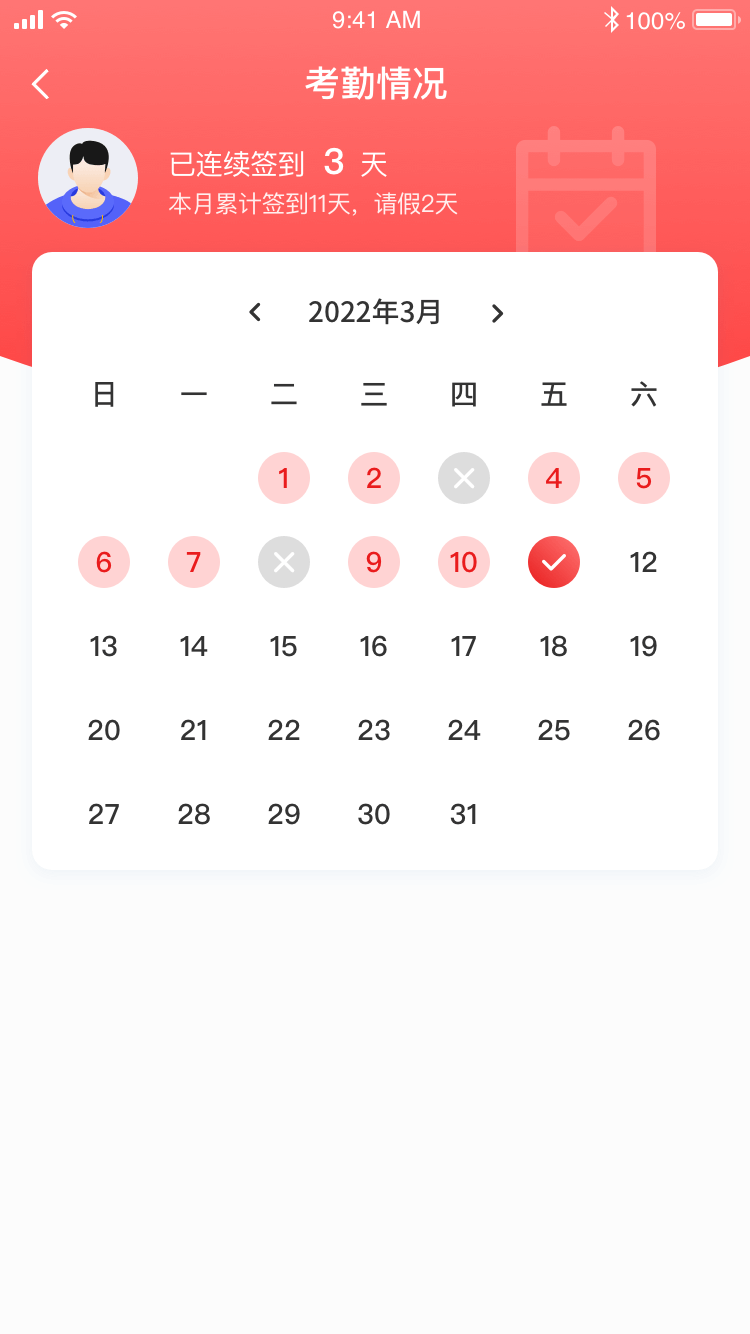 9:41 AM 100%
考勤情况
已连续签到 3 天
本月累计签到11天，请假2天
2022年3月
日 一 二 三 四 五 六
1 2 4 5
6 7 9 10 12
13 14 15 16 17 18 19
20 21 22 23 24 25 26
27 28 29 30 31